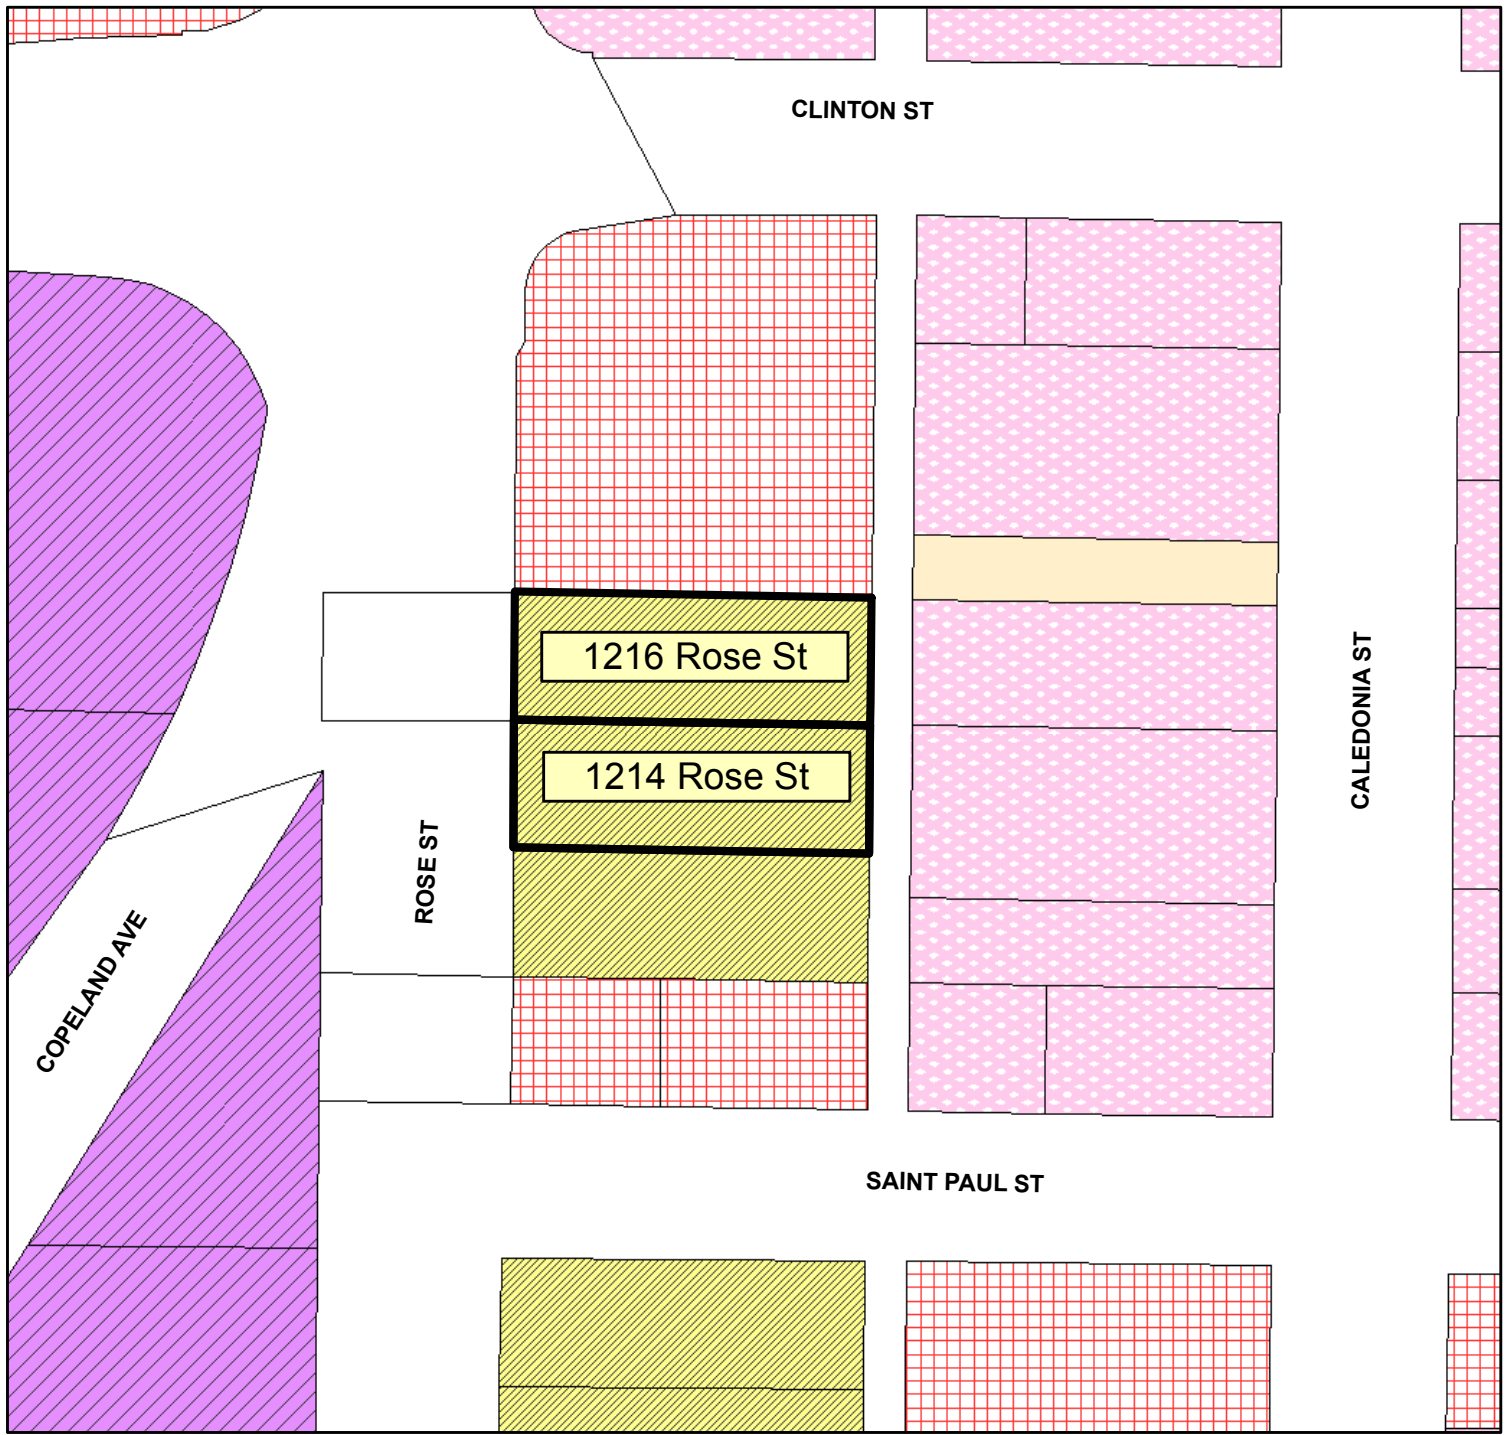 CLINTON ST
1216 Rose St
CALEDONIA ST
1214 Rose St
ROSE ST
COPELAND AVE
SAINT PAUL ST